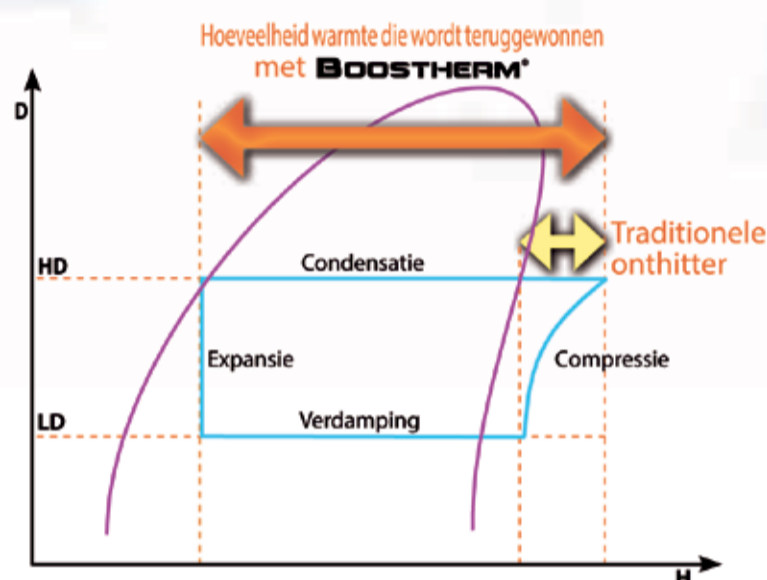 Hoeveelheid warmte die wordt teruggewonnen
met BOOSTHERM®
D
Traditionele
onthitter
HD
Condensatie
Expansie
Compressie
LD
Verdamping
H